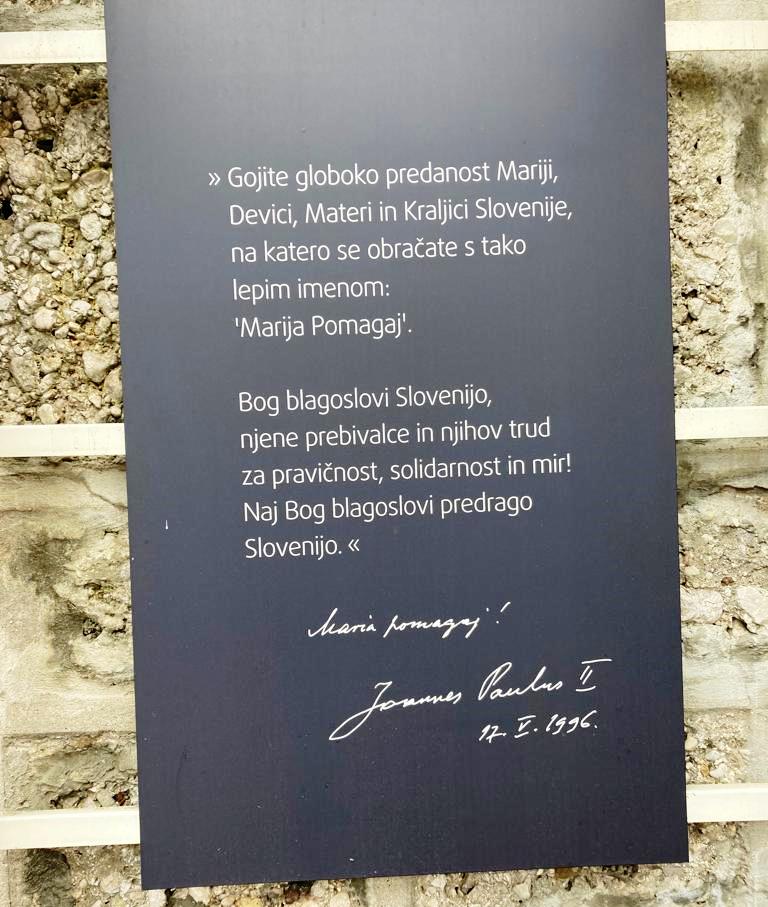 » Gojite globoko predanost Mariji,
Devici, Materi in Kraljici Slovenije,
na katero se obračate s tako
lepim imenom:
'Marija Pomagaj'.
Bog blagoslovi Slovenijo,
njene prebivalce in njihov trud
za pravičnost, solidarnost in mir!
Naj Bog blagoslovi predrago
Slovenijo. «
Maria pomagaj!
Joannes Paulus II
17. V. 1996.